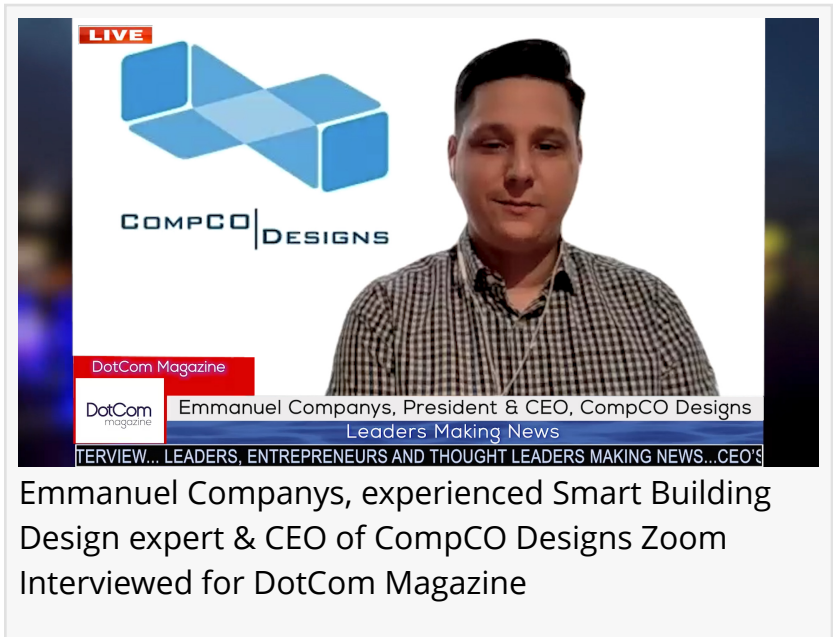 LIVE
COMPCO DESIGNS
DotCom Magazine
DotCom
magazine
Emmanuel Companys, President & CEO, CompCO Designs
Leaders Making News
TERVIEW... LEADERS, ENTREPRENEURS AND THOUGHT LEADERS MAKING NEWS...CEO'S
Emmanuel Companys, experienced Smart Building
Design expert & CEO of CompCO Designs Zoom
Interviewed for DotCom Magazine